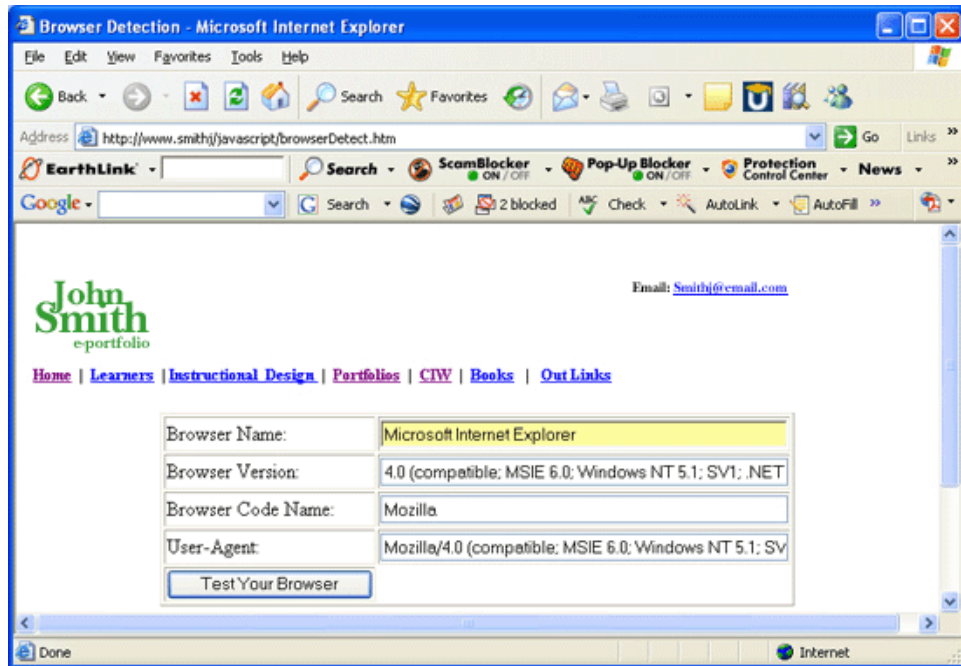 Browser Detection - Microsoft Internet Explorer
File Edit View Favorites Tools Help
Back Search Favorites
Address http://www.smithj/javascript/browserDetect.htm Go Links »
EarthLink Search ScamBlocker ON / OFF Pop-Up Blocker ON / OFF Protection Control Center News »
Google Search 2 blocked ABC Check AutoLink AutoFill »
John
Smith
e-portfolio
Email: Smithj@email.com
Home | Learners | Instructional Design | Portfolios | CIW | Books | Out Links
Browser Name: Microsoft Internet Explorer
Browser Version: 4.0 (compatible; MSIE 6.0; Windows NT 5.1; SV1; .NET
Browser Code Name: Mozilla
User-Agent: Mozilla/4.0 (compatible; MSIE 6.0; Windows NT 5.1; SV
Test Your Browser
Done Internet